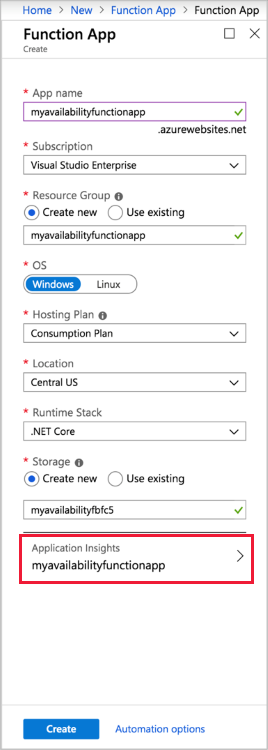 Home > New > Function App > Function App
Function App
Create
* App name
myavailabilityfunctionapp
.azurewebsites.net
* Subscription
Visual Studio Enterprise
* Resource Group
Create new Use existing
myavailabilityfunctionapp
* OS
Windows Linux
* Hosting Plan
Consumption Plan
* Location
Central US
* Runtime Stack
.NET Core
* Storage
Create new Use existing
myavailabilityfbfc5
Application Insights
myavailabilityfunctionapp
Create Automation options